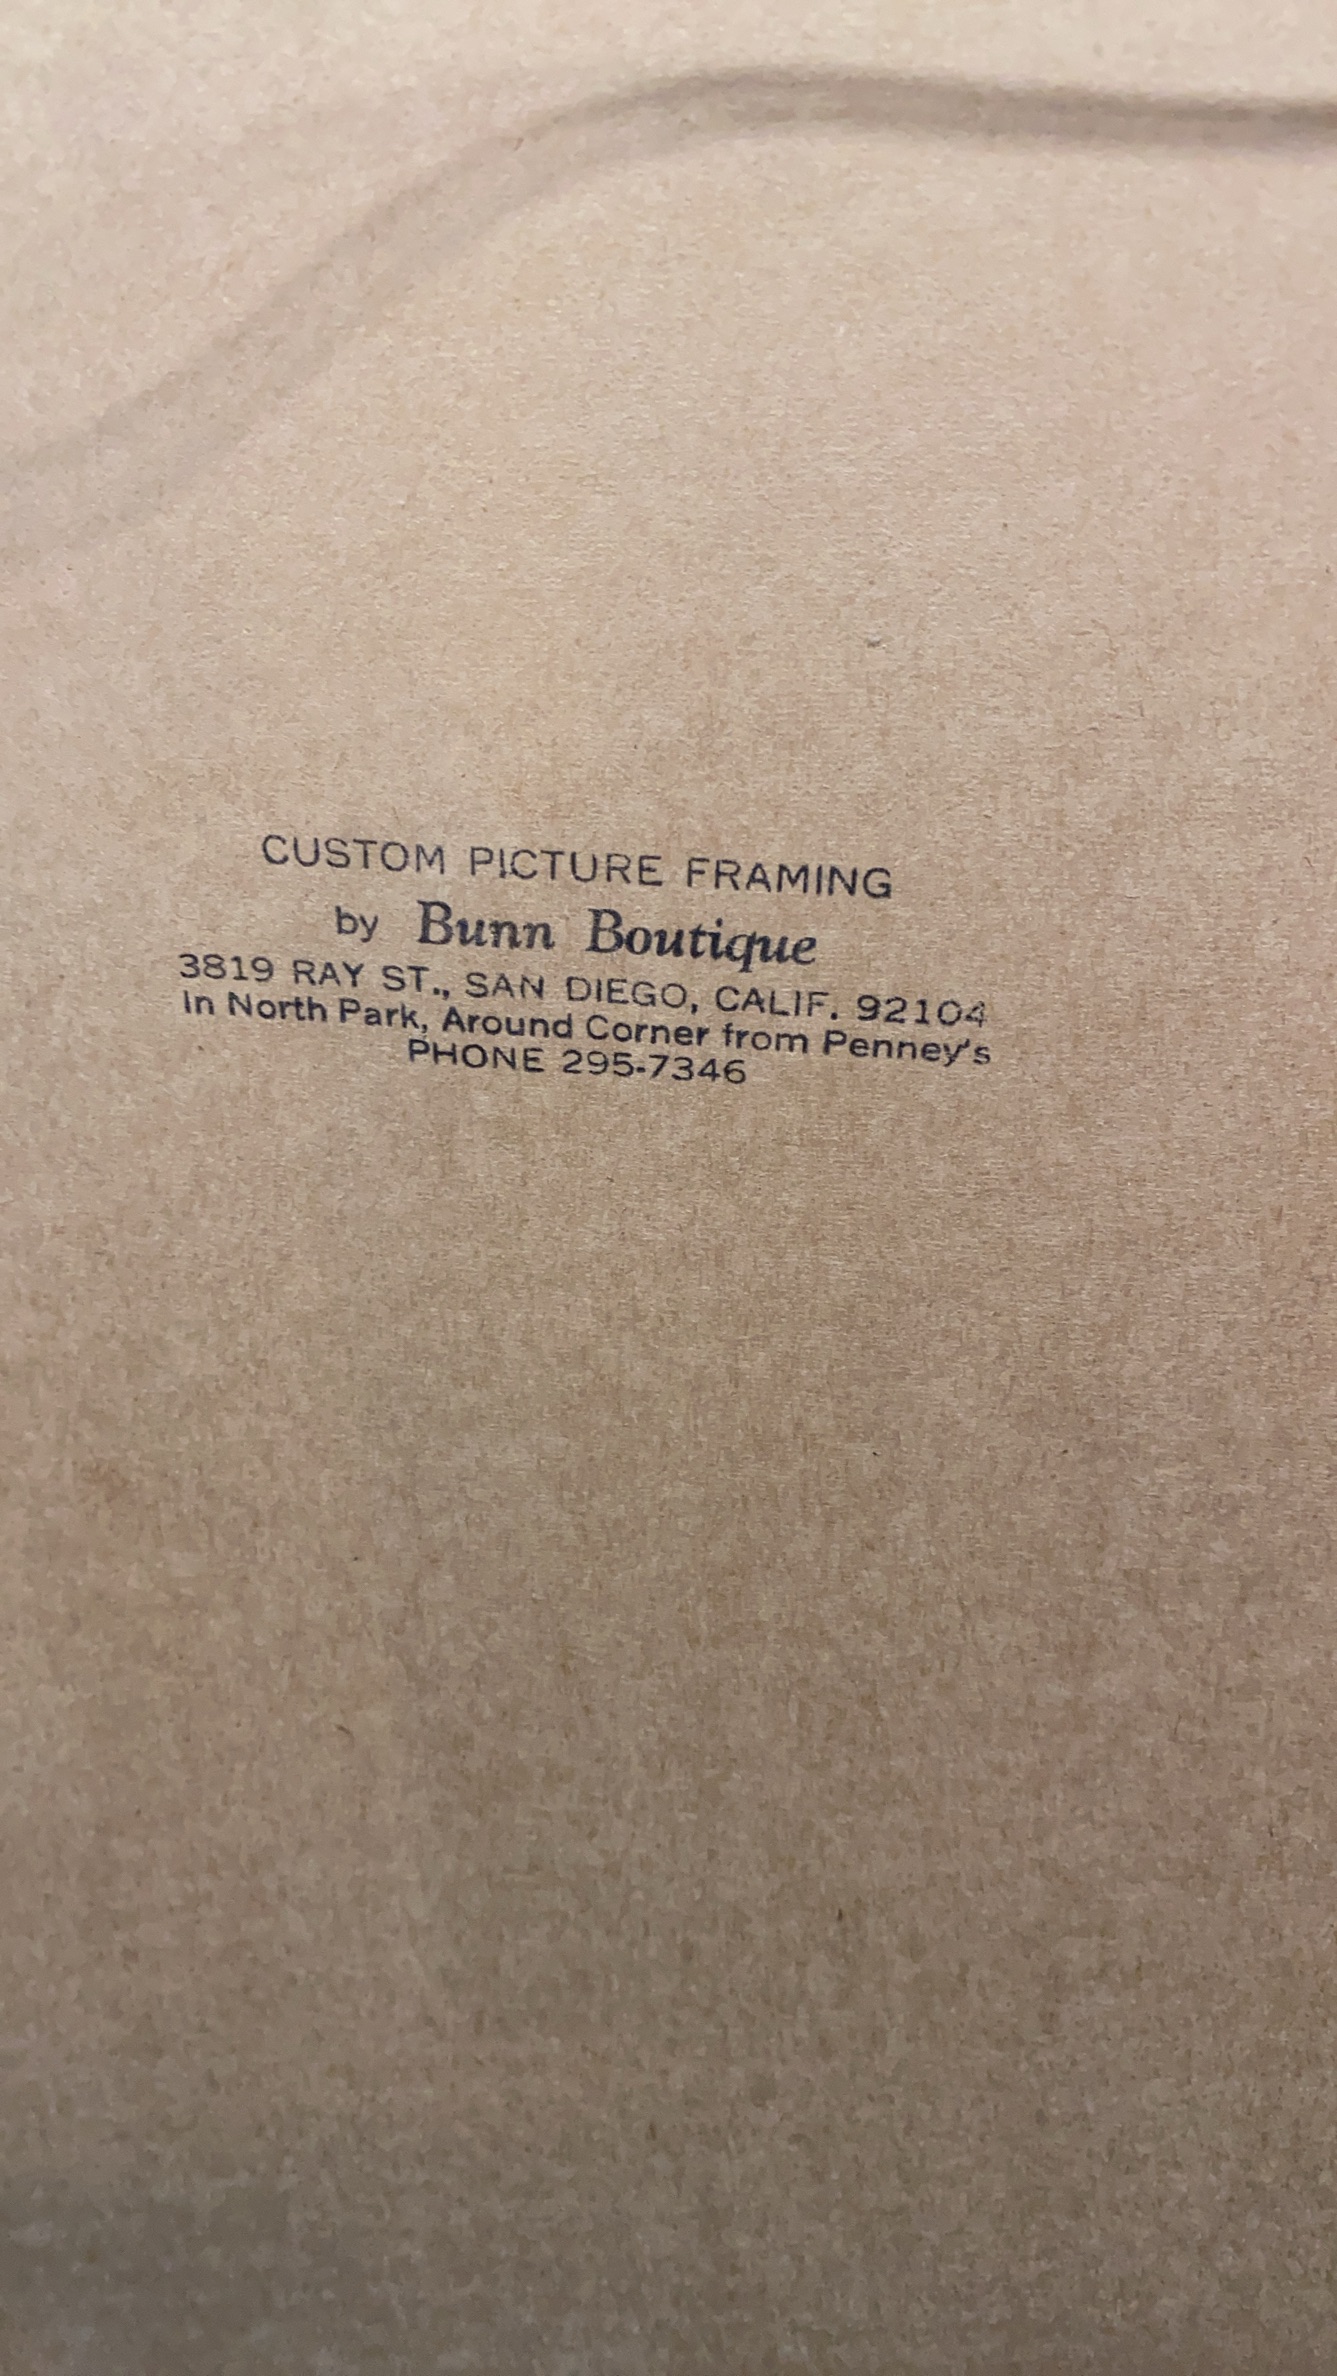 CUSTOM PICTURE FRAMING
by Bunn Boutique
3819 RAY ST., SAN DIEGO, CALIF. 92104
In North Park, Around Corner from Penney's
PHONE 295-7346